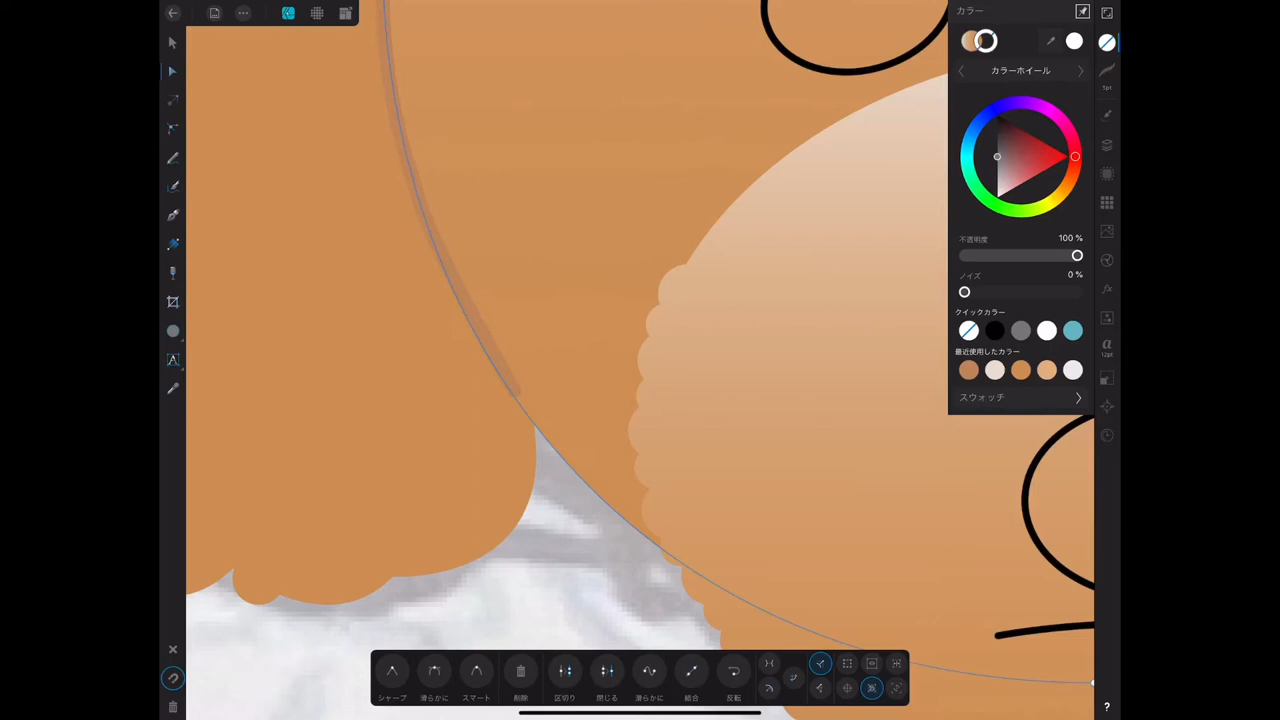 カラー
カラーホイール
5pt
不透明度 100 %
ノイズ 0 %
クイックカラー
a
12pt
最近使用したカラー
スウォッチ
fx
A
シャープ 滑らかに スマート 削除 区切り 閉じる 滑らかに 結合 反転
?